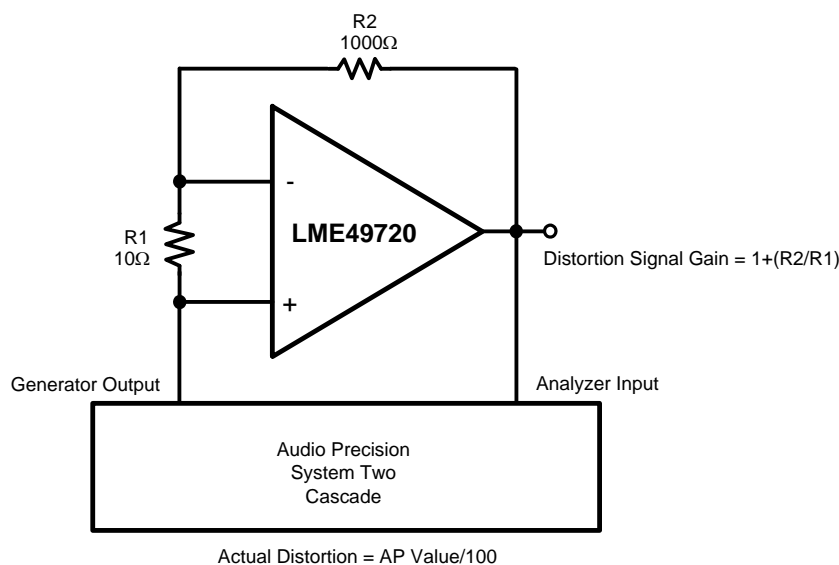 R2
1000Ω
-
LME49720
R1
10Ω
+
Distortion Signal Gain = 1+(R2/R1)
Generator Output
Analyzer Input
Audio Precision
System Two
Cascade
Actual Distortion = AP Value/100